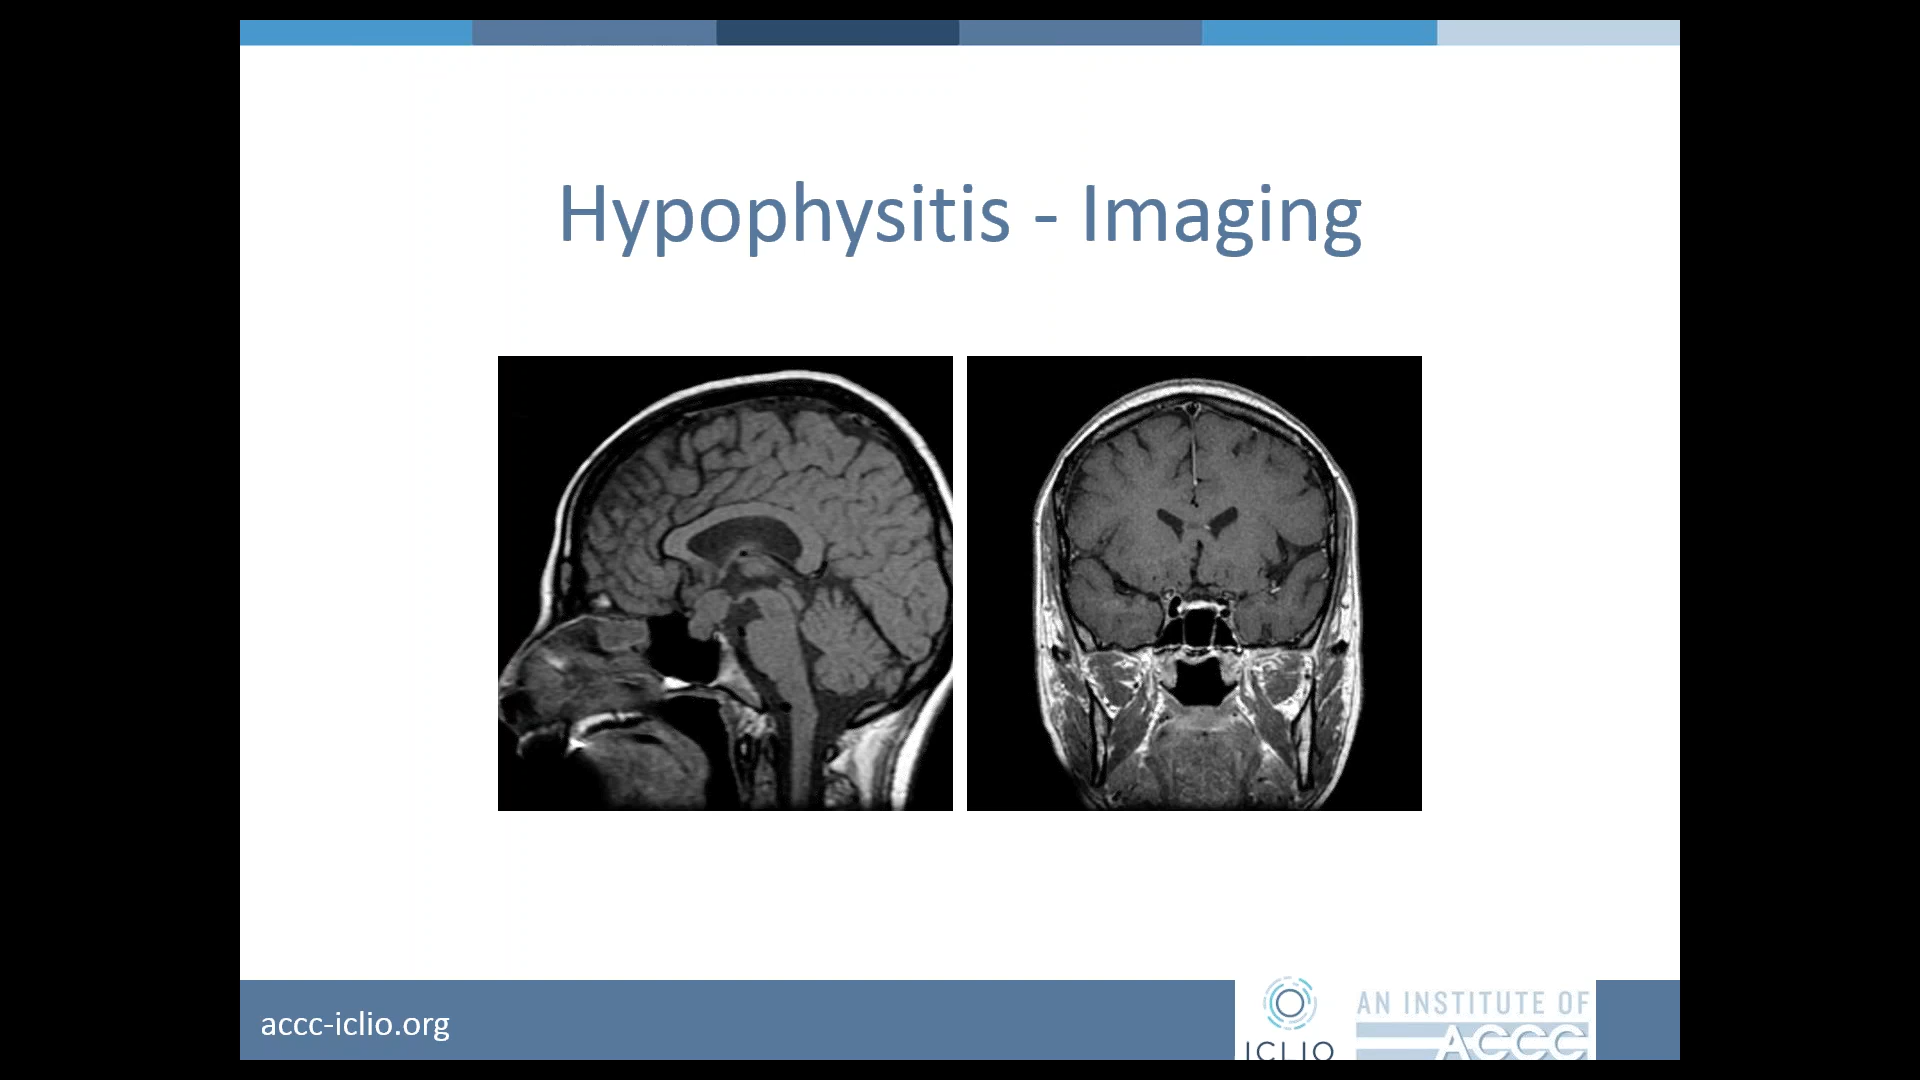 Hypophysitis - Imaging
accc-iclio.org
ICLIO
AN INSTITUTE OF
ACCC